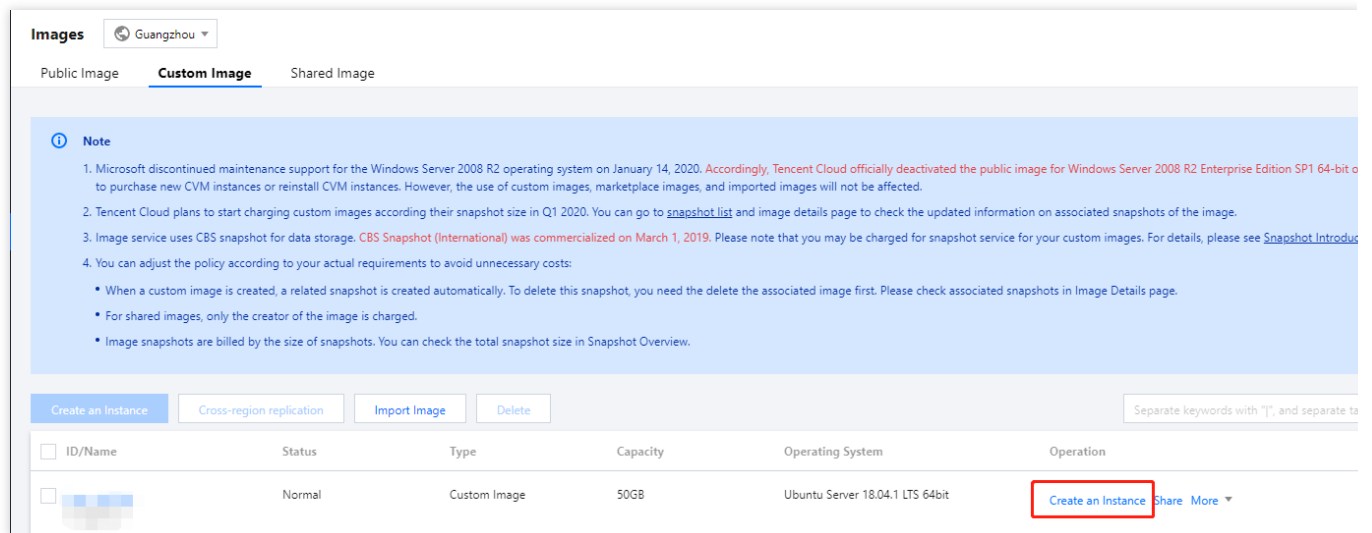 Images Guangzhou
Public Image Custom Image Shared Image
Note
1. Microsoft discontinued maintenance support for the Windows Server 2008 R2 operating system on January 14, 2020. Accordingly, Tencent Cloud officially deactivated the public image for Windows Server 2008 R2 Enterprise Edition SP1 64-bit o
to purchase new CVM instances or reinstall CVM instances. However, the use of custom images, marketplace images, and imported images will not be affected.
2. Tencent Cloud plans to start charging custom images according their snapshot size in Q1 2020. You can go to snapshot list and image details page to check the updated information on associated snapshots of the image.
3. Image service uses CBS snapshot for data storage. CBS Snapshot (International) was commercialized on March 1, 2019. Please note that you may be charged for snapshot service for your custom images. For details, please see Snapshot Introduc
4. You can adjust the policy according to your actual requirements to avoid unnecessary costs:
• When a custom image is created, a related snapshot is created automatically. To delete this snapshot, you need the delete the associated image first. Please check associated snapshots in Image Details page.
• For shared images, only the creator of the image is charged.
• Image snapshots are billed by the size of snapshots. You can check the total snapshot size in Snapshot Overview.
Create an Instance Cross-region replication Import Image Delete Separate keywords with "|", and separate ta
ID/Name Status Type Capacity Operating System Operation
Normal Custom Image 50GB Ubuntu Server 18.04.1 LTS 64bit Create an Instance Share More